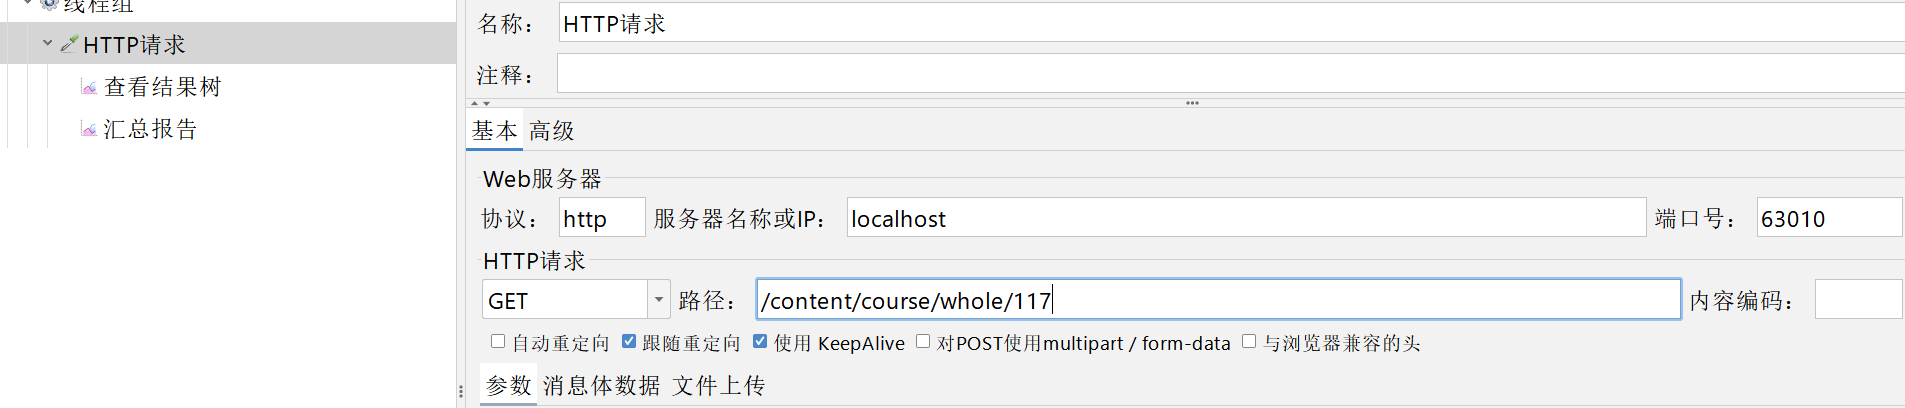 线程组
HTTP请求
查看结果树
汇总报告
名称： HTTP请求
注释：
基本 高级
Web服务器
协议： http 服务器名称或IP： localhost 端口号： 63010
HTTP请求
GET 路径： /content/course/whole/117 内容编码：
自动重定向 跟随重定向 使用 KeepAlive 对POST使用multipart / form-data 与浏览器兼容的头
参数 消息体数据 文件上传